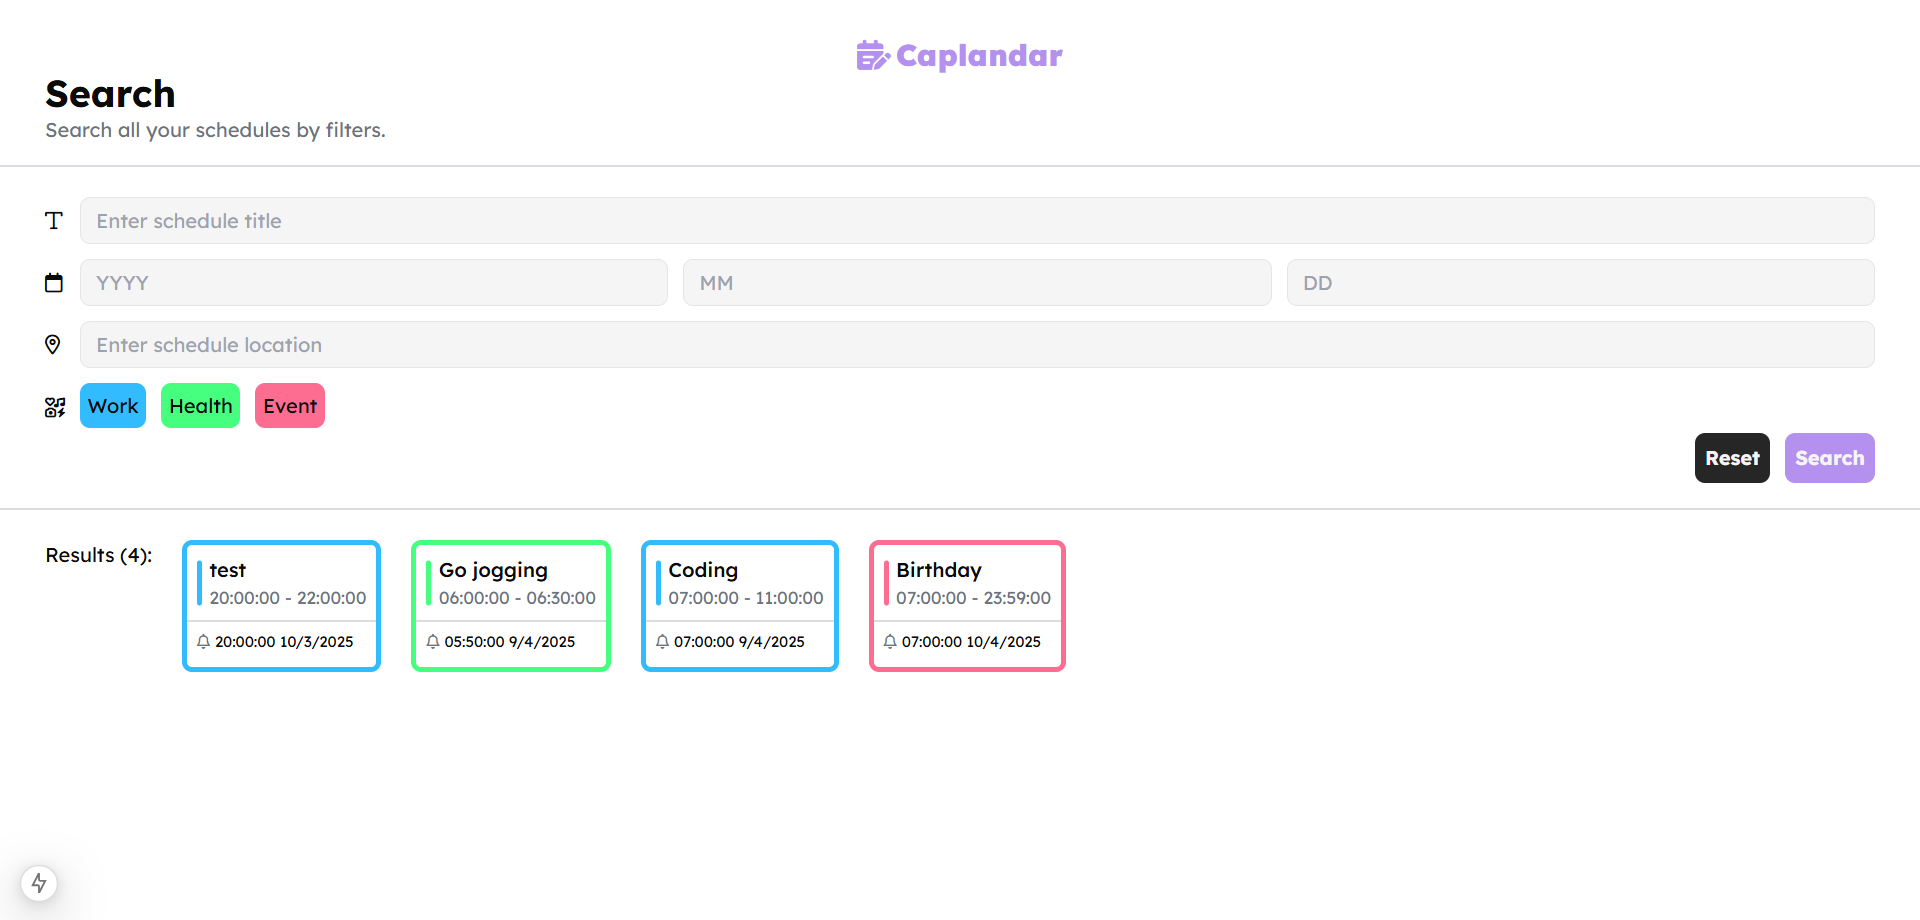 Caplandar
Search
Search all your schedules by filters.
Enter schedule title
YYYY MM DD
Enter schedule location
Work Health Event
Reset Search
Results (4):
test
20:00:00 - 22:00:00
20:00:00 10/3/2025
Go jogging
06:00:00 - 06:30:00
05:50:00 9/4/2025
Coding
07:00:00 - 11:00:00
07:00:00 9/4/2025
Birthday
07:00:00 - 23:59:00
07:00:00 10/4/2025